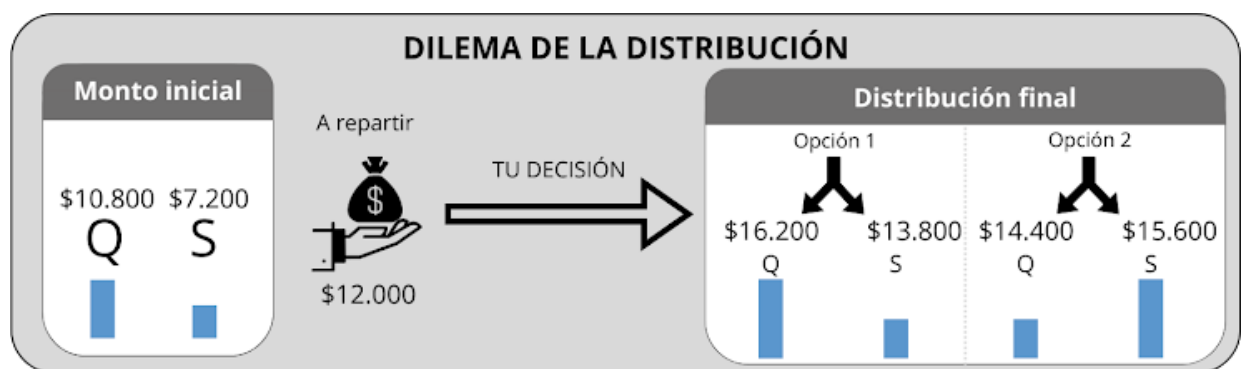 DILEMA DE LA DISTRIBUCIÓN
Monto inicial
$10.800 $7.200
Q S
A repartir
$
$12.000
TU DECISIÓN
Distribución final
Opción 1 Opción 2
$16.200 $13.800 $14.400 $15.600
Q S Q S